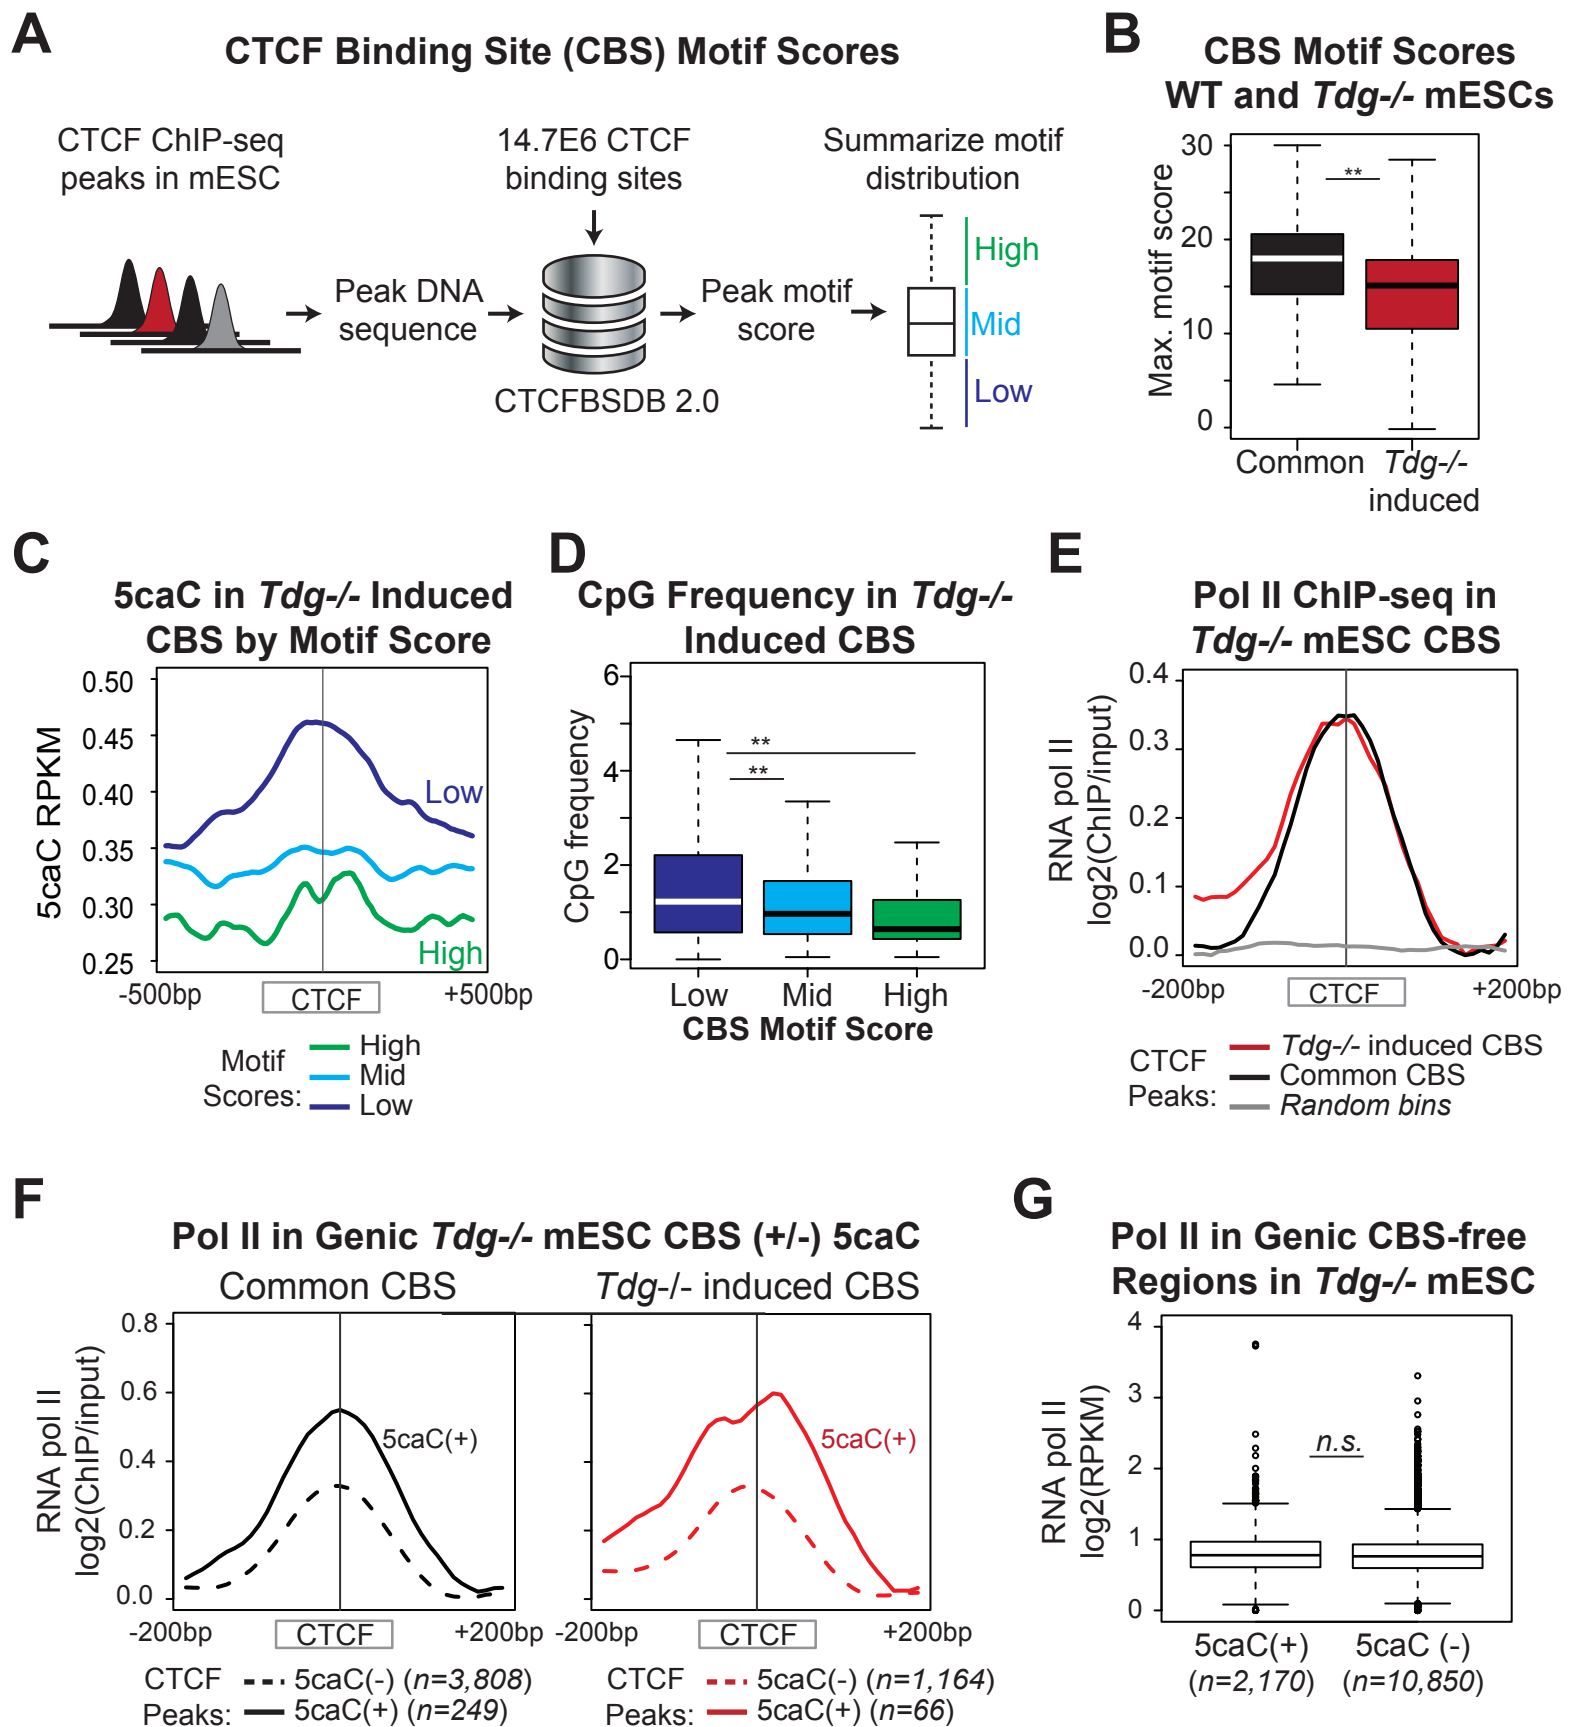 A
CTCF Binding Site (CBS) Motif Scores
CTCF ChIP-seq
peaks in mESC
14.7E6 CTCF
binding sites
Summarize motif
distribution
Peak DNA
sequence
CTCFBSDB 2.0
Peak motif
score
High
Mid
Low
B
CBS Motif Scores
WT and Tdg-/- mESCs
Max. motif score
30
20
10
0
**
Common
Tdg-/-
induced
C
5caC in Tdg-/- Induced
CBS by Motif Score
5caC RPKM
0.50
0.45
0.40
0.35
0.30
0.25
Low
High
-500bp
CTCF
+500bp
Motif
Scores:
High
Mid
Low
D
CpG Frequency in Tdg-/-
Induced CBS
CpG frequency
6
4
2
0
**
**
Low
Mid
High
CBS Motif Score
E
Pol II ChIP-seq in
Tdg-/- mESC CBS
RNA pol II
log2(ChIP/input)
0.4
0.3
0.2
0.1
0.0
-200bp
CTCF
+200bp
CTCF
Peaks:
Tdg-/- induced CBS
Common CBS
Random bins
F
Pol II in Genic Tdg-/- mESC CBS (+/-) 5caC
Common CBS
Tdg-/- induced CBS
RNA pol II
log2(ChIP/input)
0.8
0.6
0.4
0.2
0.0
5caC(+)
5caC(+)
-200bp
CTCF
+200bp
-200bp
CTCF
+200bp
CTCF
Peaks:
5caC(-) (n=3,808)
5caC(+) (n=249)
CTCF
Peaks:
5caC(-) (n=1,164)
5caC(+) (n=66)
G
Pol II in Genic CBS-free
Regions in Tdg-/- mESC
RNA pol II
log2(RPKM)
4
3
2
1
0
n.s.
5caC(+)
(n=2,170)
5caC (-)
(n=10,850)